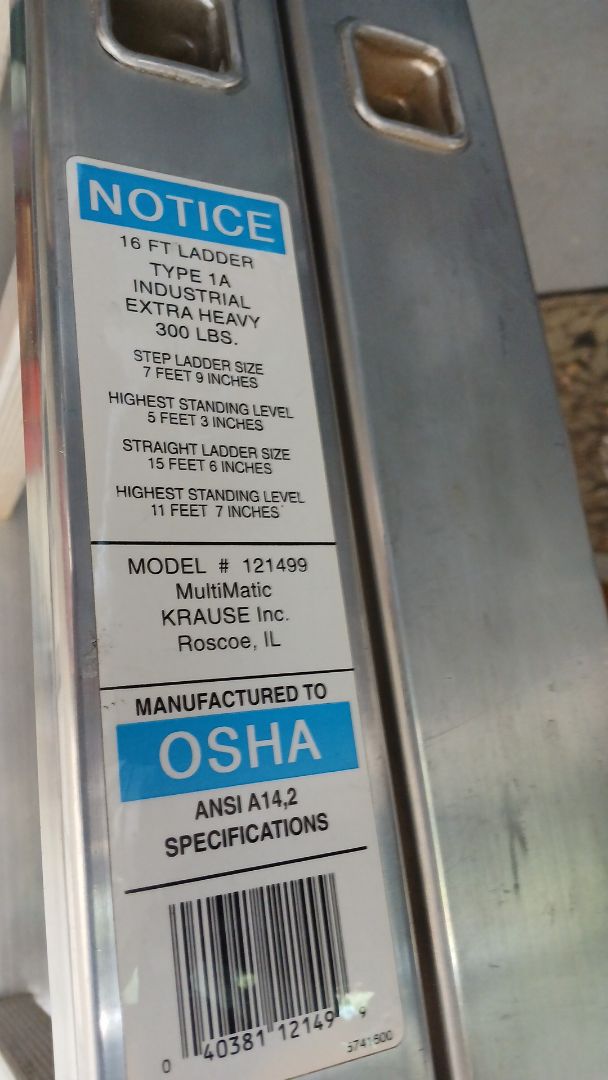 NOTICE
16 FT LADDER
TYPE 1A
INDUSTRIAL
EXTRA HEAVY
300 LBS.
STEP LADDER SIZE
7 FEET 9 INCHES
HIGHEST STANDING LEVEL
5 FEET 3 INCHES
STRAIGHT LADDER SIZE
15 FEET 6 INCHES
HIGHEST STANDING LEVEL
11 FEET 7 INCHES
MODEL # 121499
MultiMatic
KRAUSE Inc.
Roscoe, IL
MANUFACTURED TO
OSHA
ANSI A14,2
SPECIFICATIONS
0 40381 12149 9
5741600